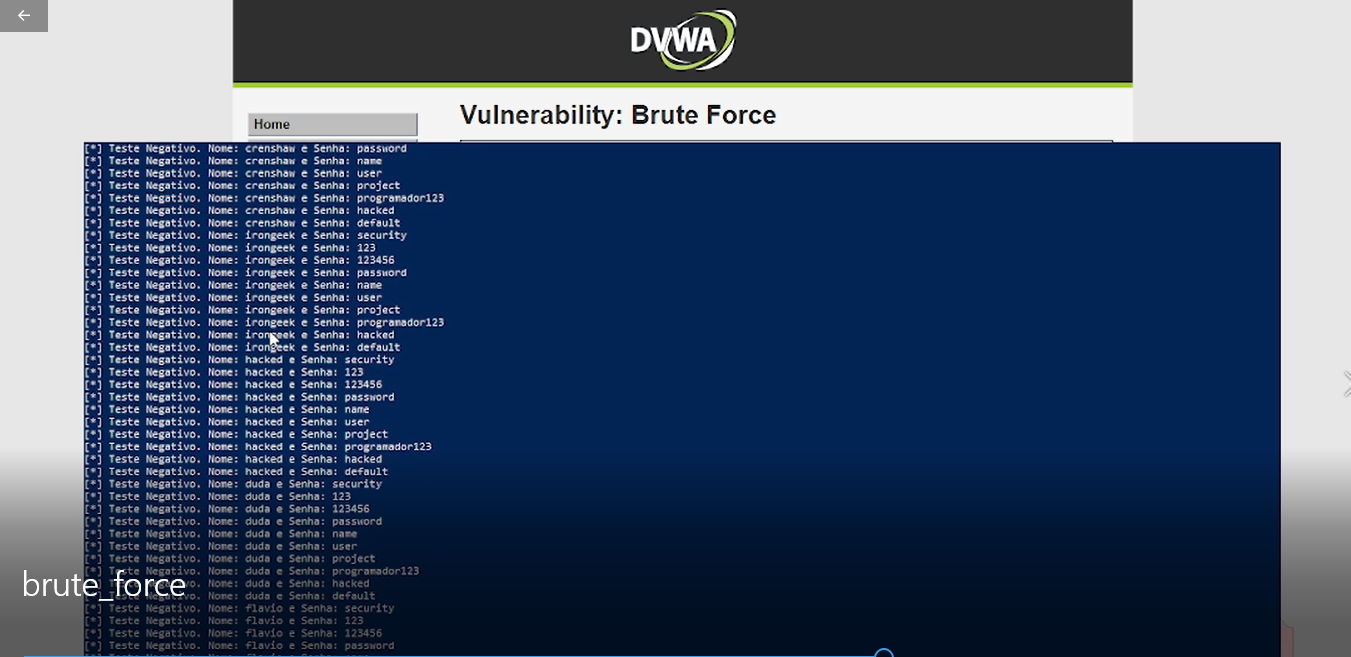 DVWA
Vulnerability: Brute Force
Home
[*] Teste Negativo. Nome: crenshaw e Senha: password
[*] Teste Negativo. Nome: crenshaw e Senha: name
[*] Teste Negativo. Nome: crenshaw e Senha: user
[*] Teste Negativo. Nome: crenshaw e Senha: project
[*] Teste Negativo. Nome: crenshaw e Senha: programador123
[*] Teste Negativo. Nome: crenshaw e Senha: hacked
[*] Teste Negativo. Nome: crenshaw e Senha: default
[*] Teste Negativo. Nome: irongeek e Senha: security
[*] Teste Negativo. Nome: irongeek e Senha: 123
[*] Teste Negativo. Nome: irongeek e Senha: 123456
[*] Teste Negativo. Nome: irongeek e Senha: password
[*] Teste Negativo. Nome: irongeek e Senha: name
[*] Teste Negativo. Nome: irongeek e Senha: user
[*] Teste Negativo. Nome: irongeek e Senha: project
[*] Teste Negativo. Nome: irongeek e Senha: programador123
[*] Teste Negativo. Nome: irongeek e Senha: hacked
[*] Teste Negativo. Nome: irongeek e Senha: default
[*] Teste Negativo. Nome: hacked e Senha: security
[*] Teste Negativo. Nome: hacked e Senha: 123
[*] Teste Negativo. Nome: hacked e Senha: 123456
[*] Teste Negativo. Nome: hacked e Senha: password
[*] Teste Negativo. Nome: hacked e Senha: name
[*] Teste Negativo. Nome: hacked e Senha: user
[*] Teste Negativo. Nome: hacked e Senha: project
[*] Teste Negativo. Nome: hacked e Senha: programador123
[*] Teste Negativo. Nome: hacked e Senha: hacked
[*] Teste Negativo. Nome: hacked e Senha: default
[*] Teste Negativo. Nome: duda e Senha: security
[*] Teste Negativo. Nome: duda e Senha: 123
[*] Teste Negativo. Nome: duda e Senha: 123456
[*] Teste Negativo. Nome: duda e Senha: password
[*] Teste Negativo. Nome: duda e Senha: name
[*] Teste Negativo. Nome: duda e Senha: user
[*] Teste Negativo. Nome: duda e Senha: project
[*] Teste Negativo. Nome: duda e Senha: programador123
brute_force
[*] Teste Negativo. Nome: duda e Senha: hacked
[*] Teste Negativo. Nome: duda e Senha: default
[*] Teste Negativo. Nome: flavio e Senha: security
[*] Teste Negativo. Nome: flavio e Senha: 123
[*] Teste Negativo. Nome: flavio e Senha: 123456
[*] Teste Negativo. Nome: flavio e Senha: password